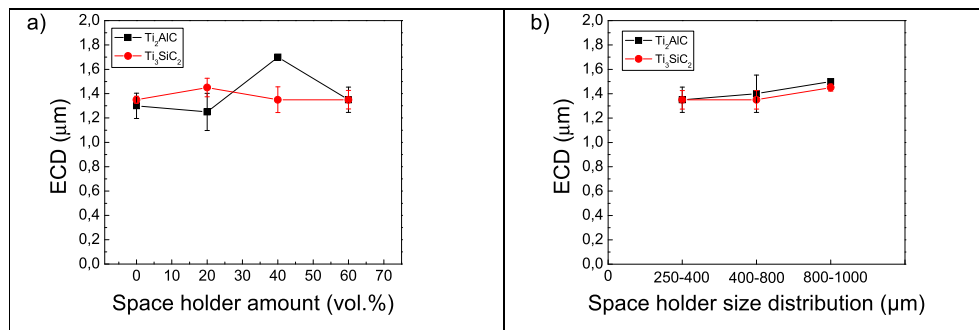 a)
Ti₂AlC
Ti₃SiC₂
2,0
1,8
1,6
1,4
1,2
1,0
0,8
0,6
0,4
0,2
0,0
ECD (μm)
0 10 20 30 40 50 60 70
Space holder amount (vol.%)
b)
Ti₂AlC
Ti₃SiC₂
2,0
1,8
1,6
1,4
1,2
1,0
0,8
0,6
0,4
0,2
0,0
ECD (μm)
0 250-400 400-800 800-1000
Space holder size distribution (μm)